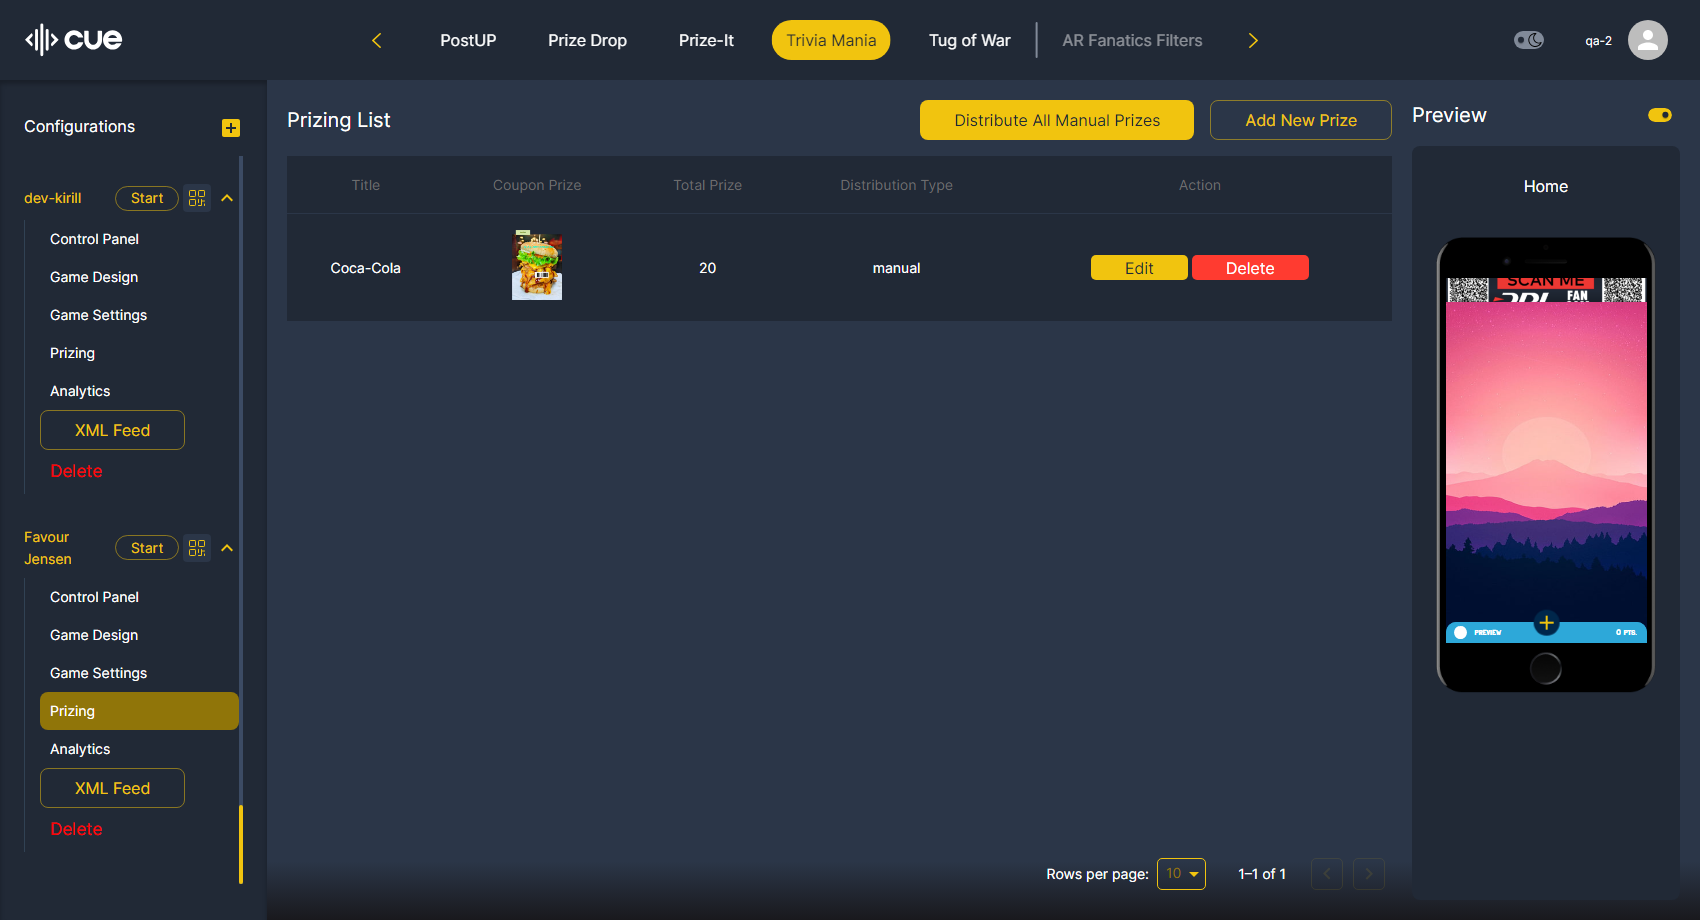 cue
PostUP
Prize Drop
Prize-It
Trivia Mania
Tug of War
AR Fanatics Filters
qa-2
Configurations
dev-kirill
Start
Control Panel
Game Design
Game Settings
Prizing
Analytics
XML Feed
Delete
Favour
Jensen
Start
Control Panel
Game Design
Game Settings
Prizing
Analytics
XML Feed
Delete
Prizing List
Distribute All Manual Prizes
Add New Prize
Title
Coupon Prize
Total Prize
Distribution Type
Action
Coca-Cola
20
manual
Edit
Delete
Rows per page:
10
1–1 of 1
Preview
Home
SCAN ME
FAN
PREVIEW
0 PTS.